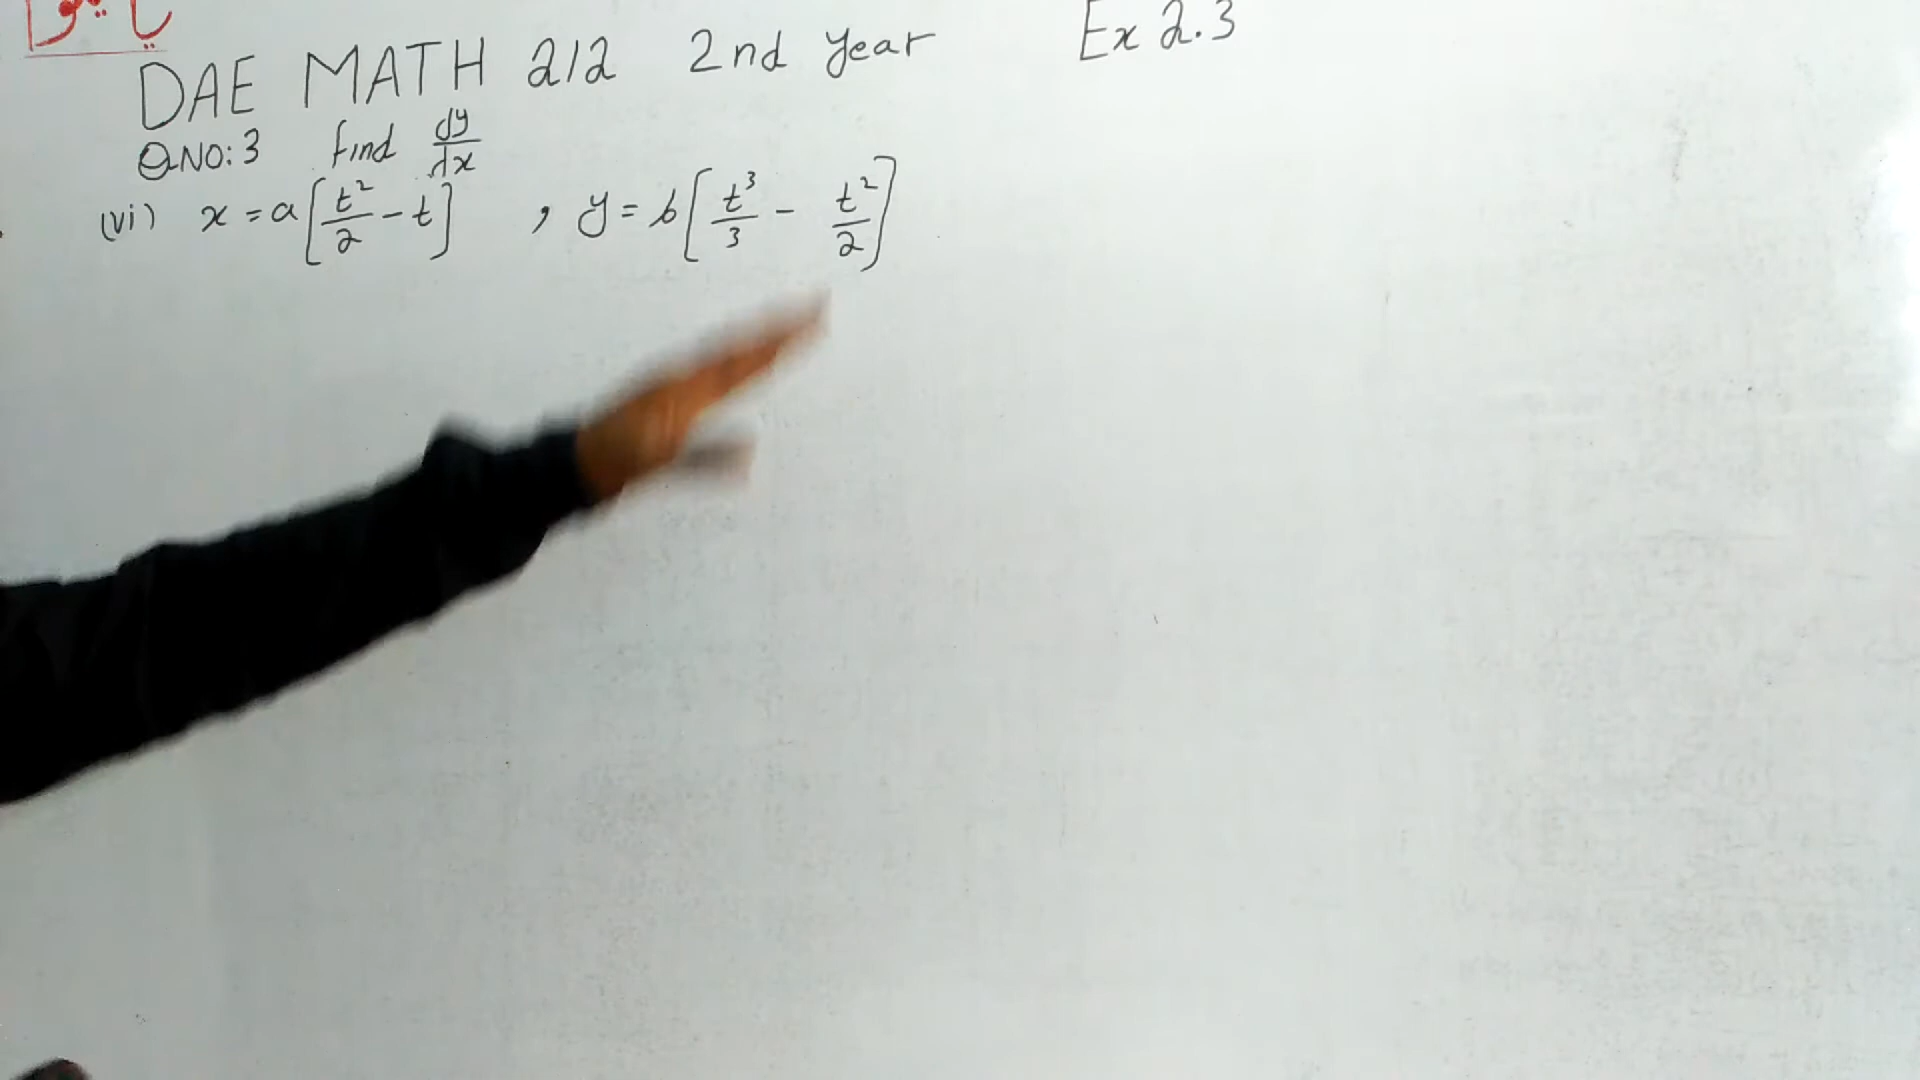 DAE MATH 212 2nd year Ex 2.3
Q NO:3 find dy/dx
(vi) x = a[t²/2 - t] , y = b[t³/3 - t²/2]